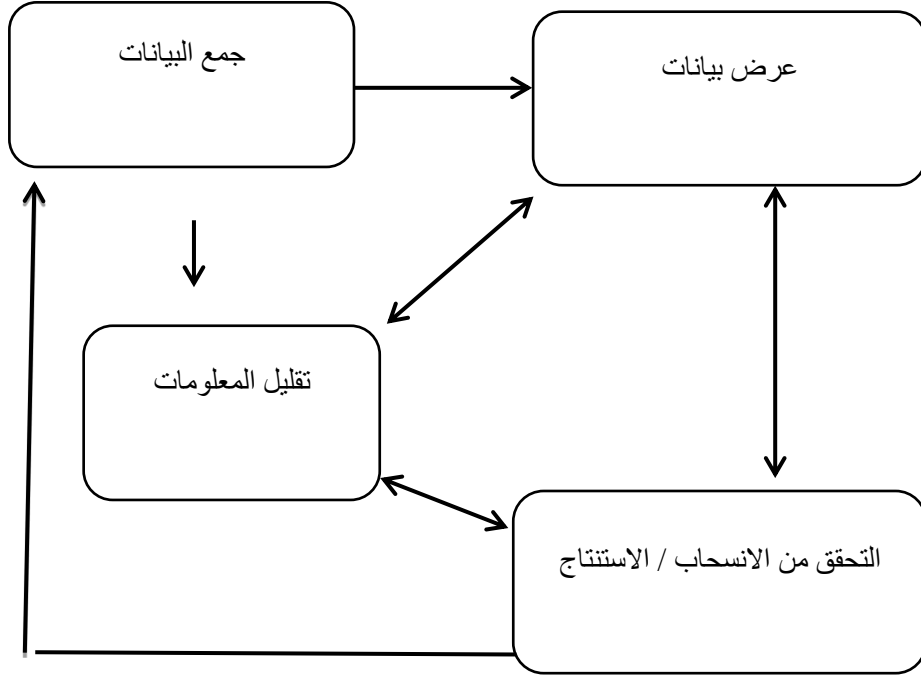 جمع البيانات
عرض بيانات
تقليل المعلومات
التحقق من الانسحاب / الاستنتاج